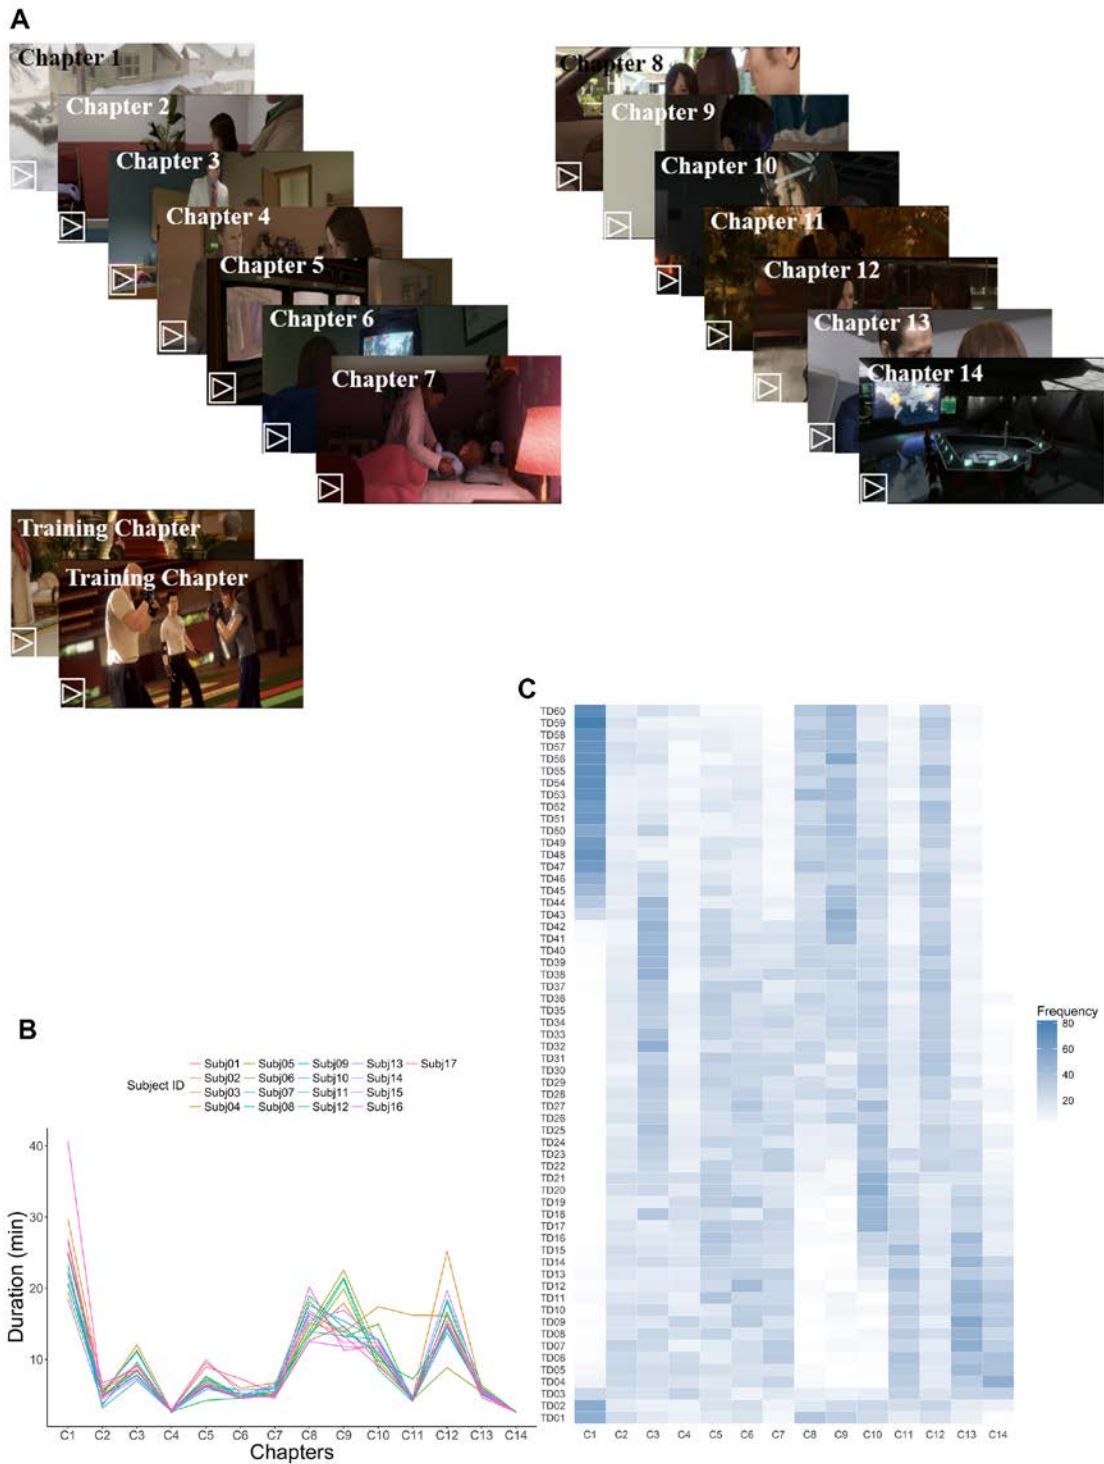 A
Chapter 1
Chapter 2
Chapter 3
Chapter 4
Chapter 5
Chapter 6
Chapter 7
Chapter 8
Chapter 9
Chapter 10
Chapter 11
Chapter 12
Chapter 13
Chapter 14
Training Chapter
Training Chapter
B
Subject ID
Subj01 Subj05 Subj09 Subj13 Subj17
Subj02 Subj06 Subj10 Subj14
Subj03 Subj07 Subj11 Subj15
Subj04 Subj08 Subj12 Subj16
Duration (min)
40
30
20
10
C1 C2 C3 C4 C5 C6 C7 C8 C9 C10 C11 C12 C13 C14
Chapters
C
TD60
TD59
TD58
TD57
TD56
TD55
TD54
TD53
TD52
TD51
TD50
TD49
TD48
TD47
TD46
TD45
TD44
TD43
TD42
TD41
TD40
TD39
TD38
TD37
TD36
TD35
TD34
TD33
TD32
TD31
TD30
TD29
TD28
TD27
TD26
TD25
TD24
TD23
TD22
TD21
TD20
TD19
TD18
TD17
TD16
TD15
TD14
TD13
TD12
TD11
TD10
TD09
TD08
TD07
TD06
TD05
TD04
TD03
TD02
TD01
C1 C2 C3 C4 C5 C6 C7 C8 C9 C10 C11 C12 C13 C14
Frequency
80
60
40
20